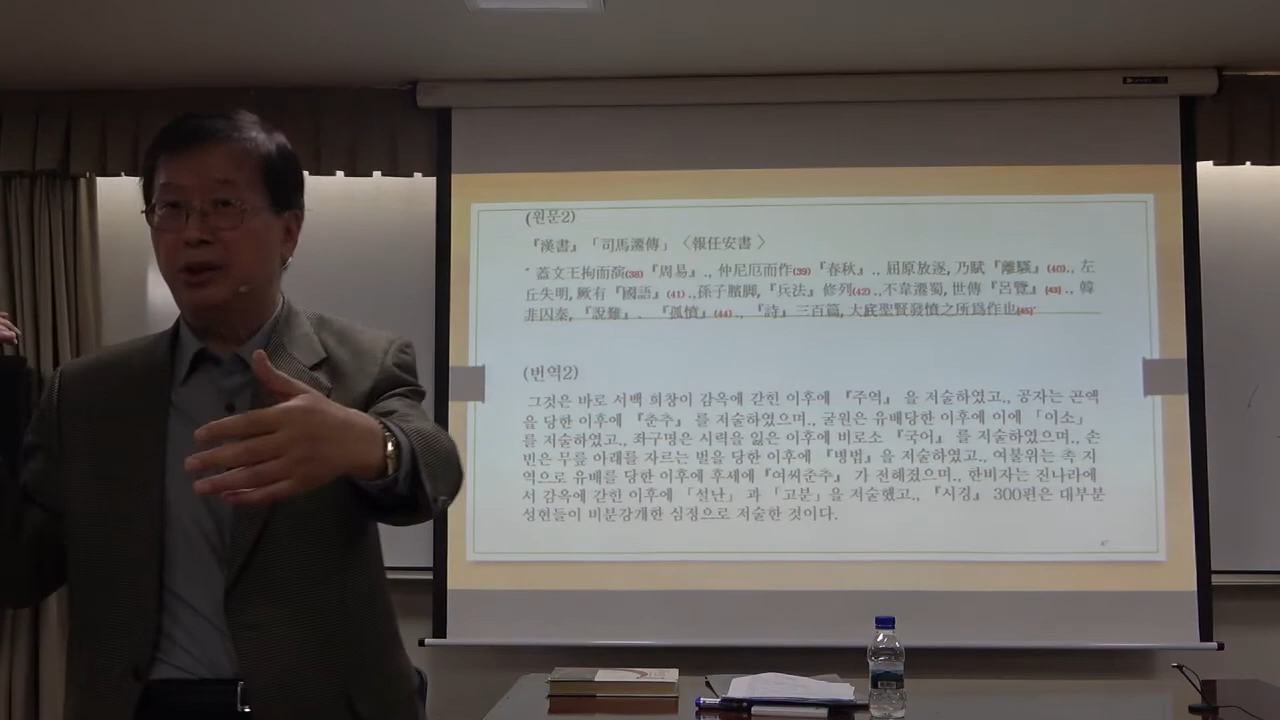 (원문2)
『漢書』「司馬遷傳」〈報任安書 〉
" 蓋文王拘而演(38)『周易』., 仲尼厄而作(39)『春秋』., 屈原放逐, 乃賦『離騷』(40)., 左
丘失明, 厥有『國語』(41).,孫子臏脚,『兵法』修列(42).,不韋遷蜀, 世傳『呂覽』(43)., 韓
非囚秦, 『說難』、『孤憤』(44)., 『詩』三百篇, 大底聖賢發憤之所爲作也(45)"
(번역2)
그것은 바로 서백 희창이 감옥에 갇힌 이후에 『주역』 을 저술하였고., 공자는 곤액
을 당한 이후에 『춘추』 를 저술하였으며., 굴원은 유배당한 이후에 이에 「이소」
를 저술하였고., 좌구명은 시력을 잃은 이후에 비로소 『국어』 를 저술하였으며., 손
빈은 무릎 아래를 자르는 벌을 당한 이후에 『병법』을 저술하였고., 여불위는 촉 지
역으로 유배를 당한 이후에 후세에『여씨춘추』 가 전해졌으며., 한비자는 진나라에
서 감옥에 갇힌 이후에 「설난」과 「고분」을 저술했고., 『시경』 300편은 대부분
성현들이 비분강개한 심정으로 저술한 것이다.
47